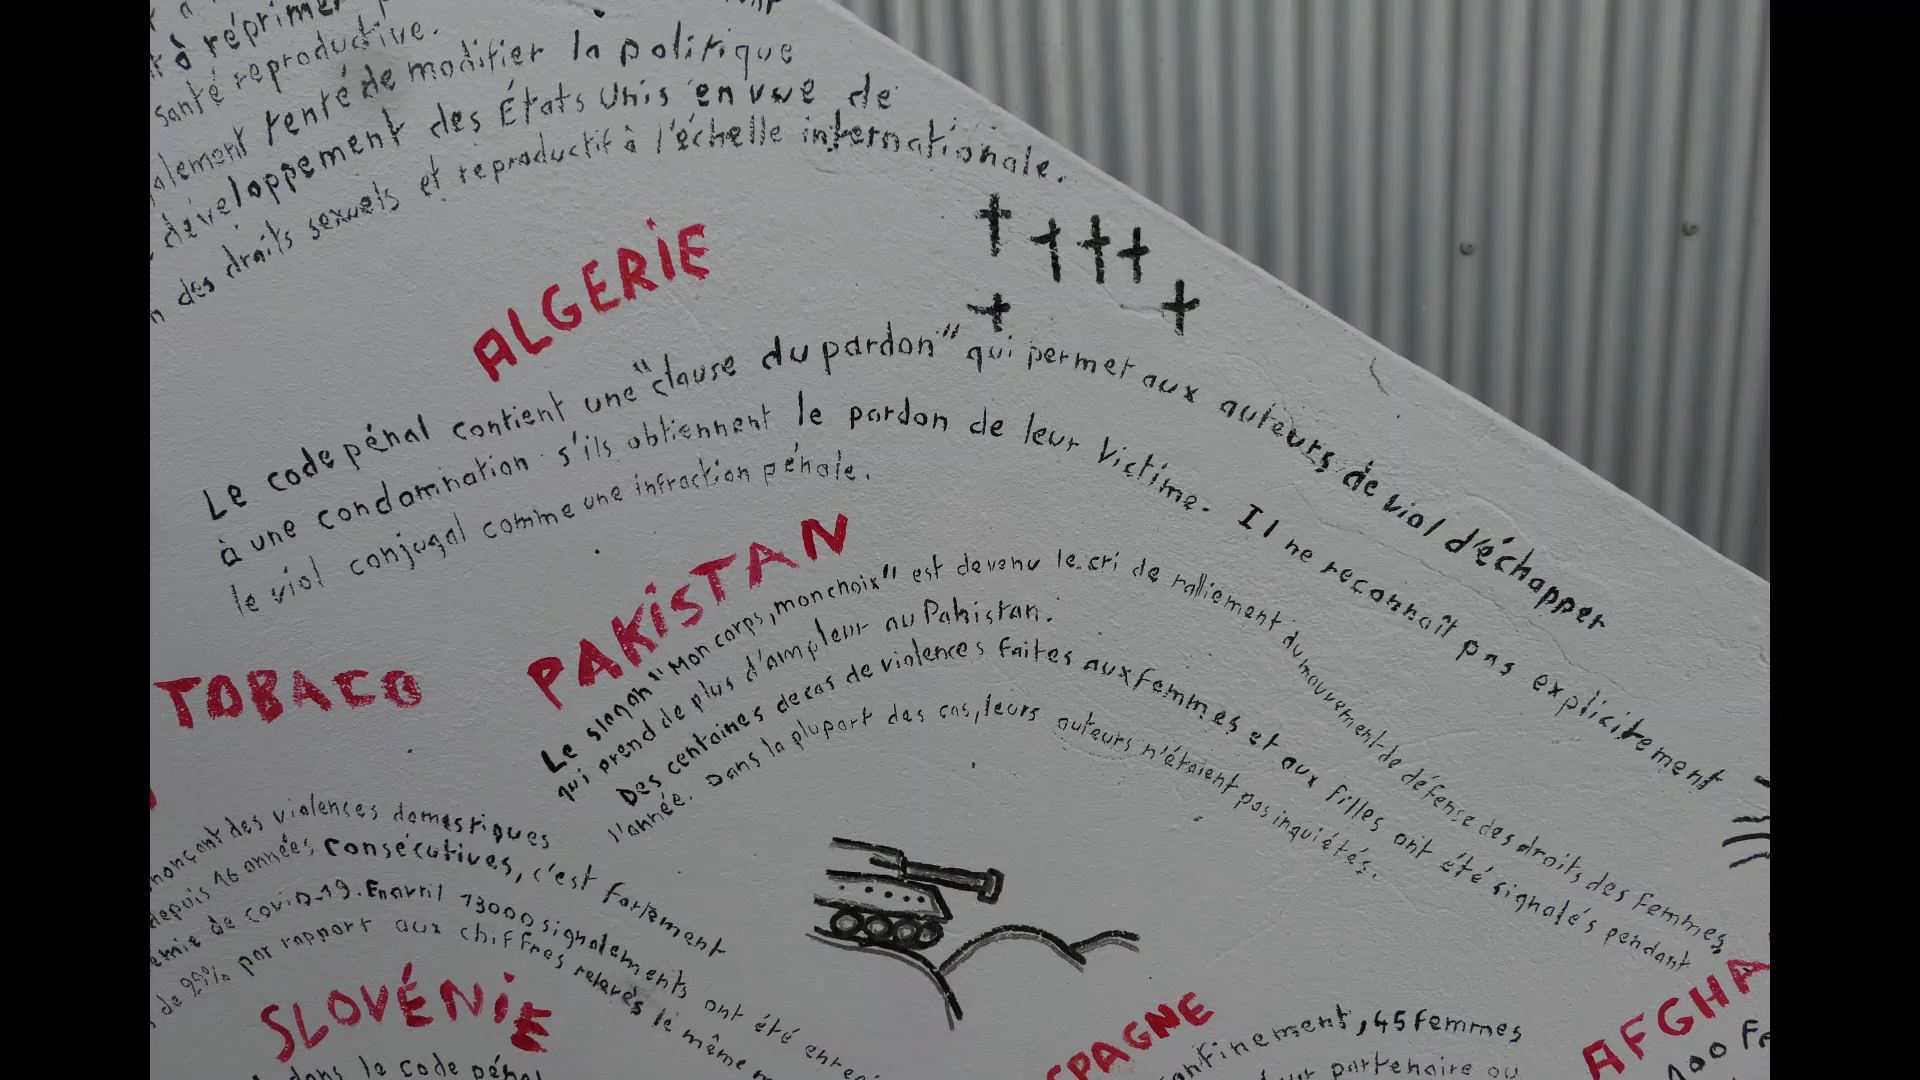 à réprimer
santé reproductive.
tenté de modifier la politique
développement des États Unis en vue de
des droits sexuels et reproductif à l'échelle internationale.
ALGERIE
Le code pénal contient une "clause du pardon" qui permet aux auteurs de viol d'échapper
à une condamnation s'ils obtiennent le pardon de leur victime. Il ne reconnaît pas explicitement
le viol conjugal comme une infraction pénale.
PAKISTAN
Le slogan "Mon corps, mon choix" est devenu le cri de ralliement du mouvement de défense des droits des femmes,
qui prend de plus d'ampleur au Pakistan.
Des centaines de cas de violences faites aux femmes et aux filles ont été signalés pendant
l'année. Dans la plupart des cas, leurs auteurs n'étaient pas inquiétés.
TOBACO
des violences domestiques
depuis 16 années consécutives, c'est fortement
de covid-19. En avril 13000 signalements ont été
par rapport aux chiffres relevés le même
SLOVÉNIE
dans le code pénal
PAGNE
45 femmes
partenaire ou
AFGHA
100